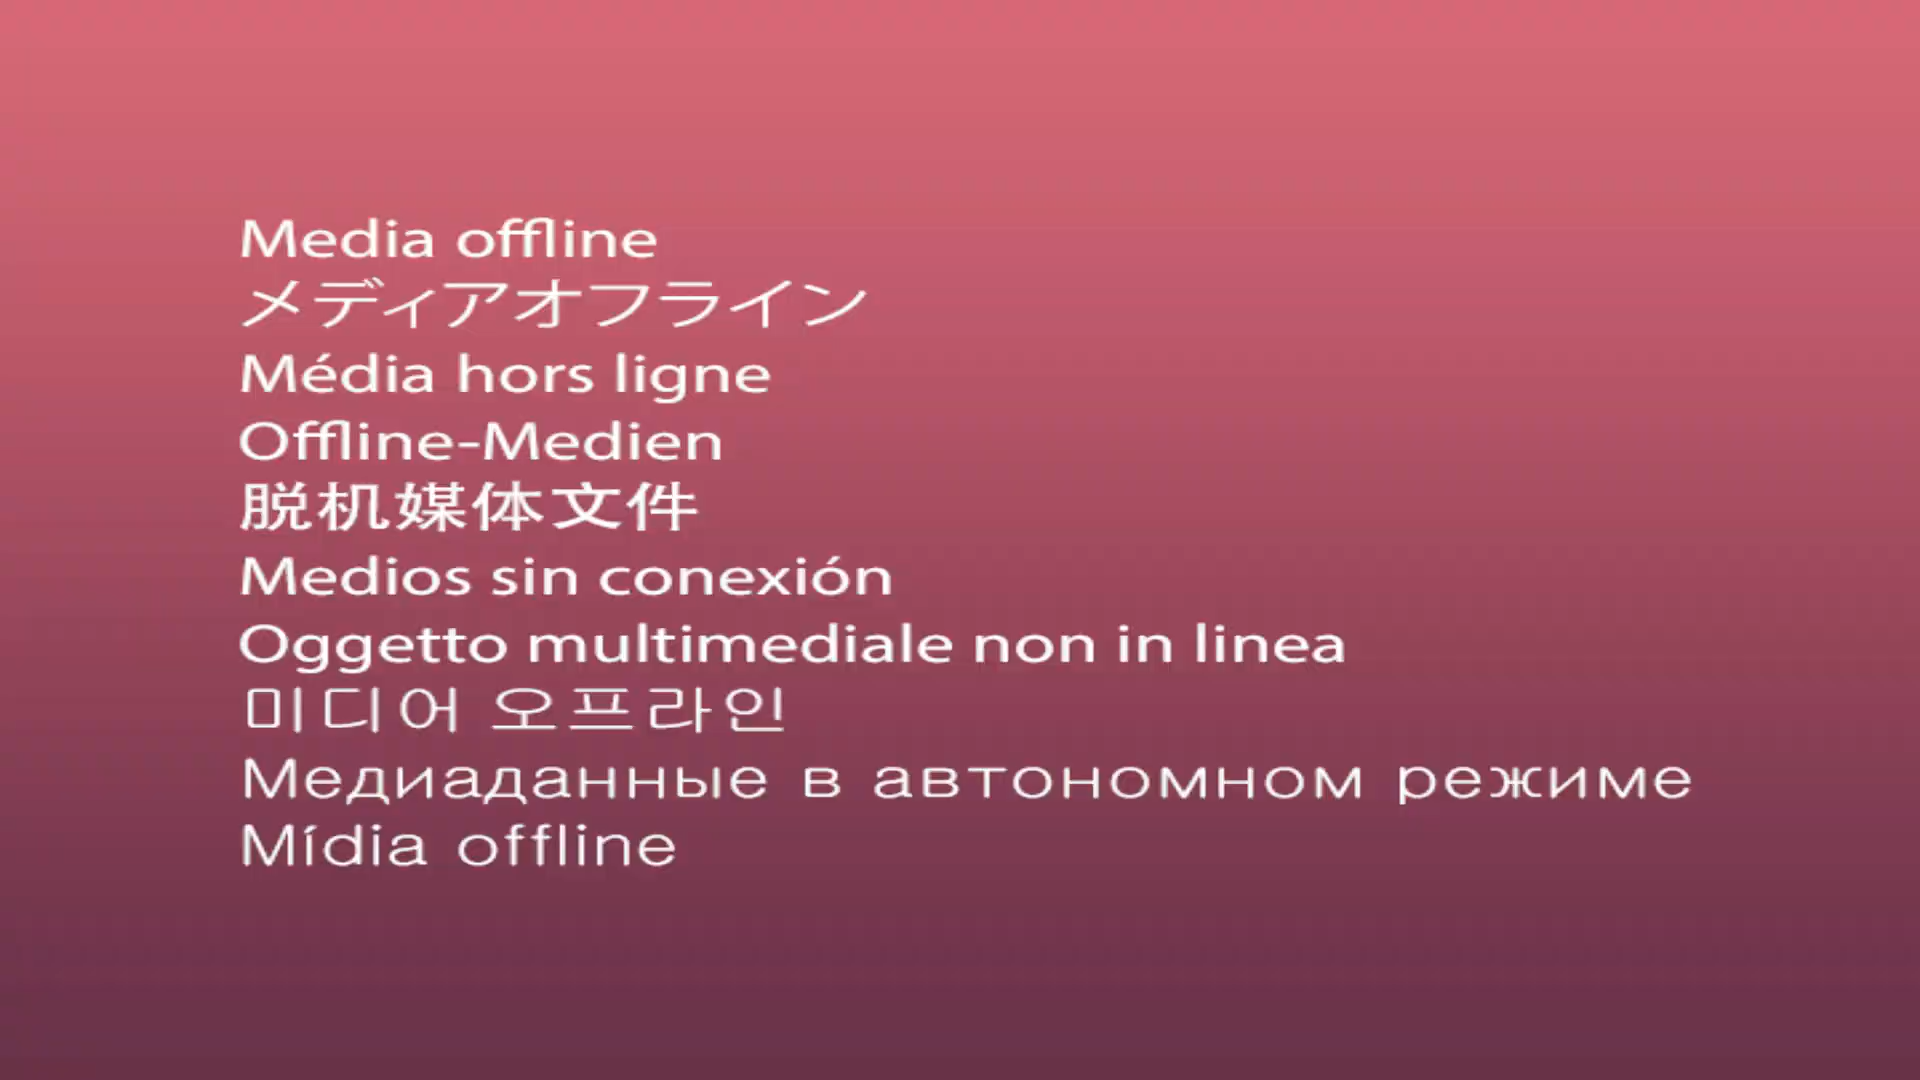 Media offline
メディアオフライン
Média hors ligne
Offline-Medien
脱机媒体文件
Medios sin conexión
Oggetto multimediale non in linea
미디어 오프라인
Медиаданные в автономном режиме
Mídia offline